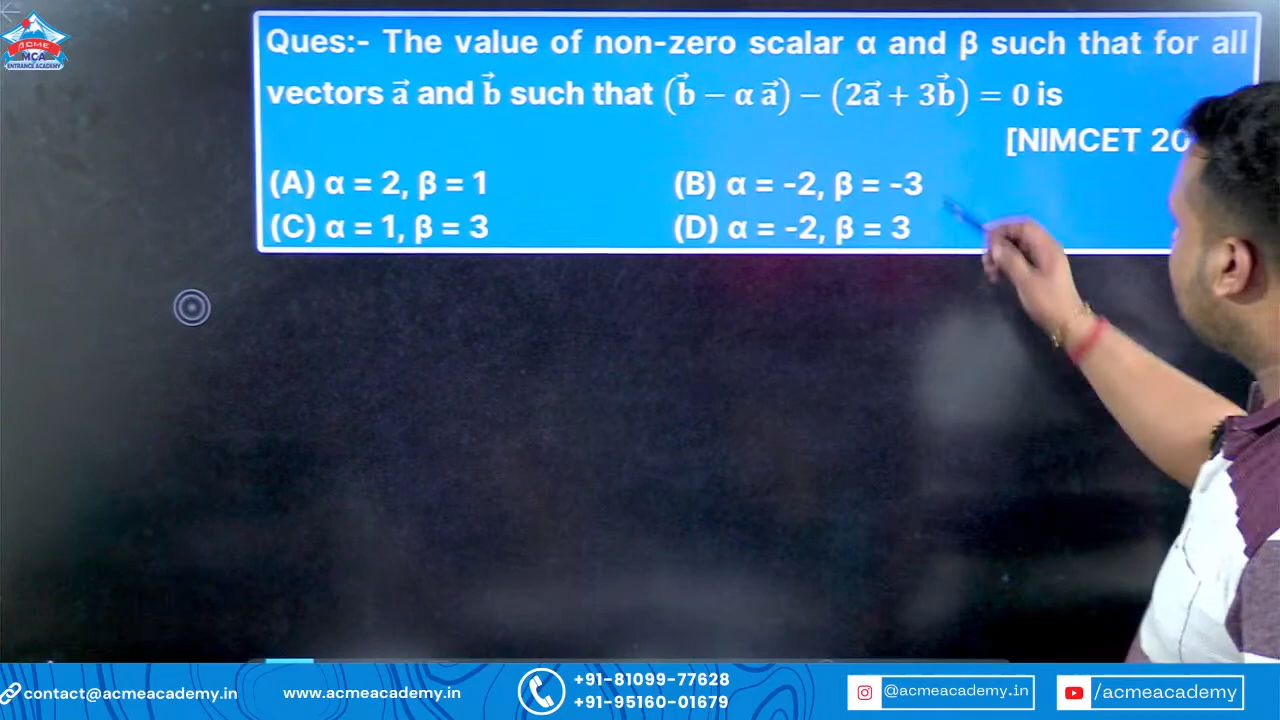 ACME
MCA
ENTRANCE ACADEMY
Ques:- The value of non-zero scalar α and β such that for all
vectors a⃗ and b⃗ such that (b⃗ − α a⃗) − (2a⃗ + 3b⃗) = 0 is
[NIMCET 20
(A) α = 2, β = 1
(B) α = -2, β = -3
(C) α = 1, β = 3
(D) α = -2, β = 3
contact@acmeacademy.in
www.acmeacademy.in
+91-81099-77628
+91-95160-01679
@acmeacademy.in
/acmeacademy